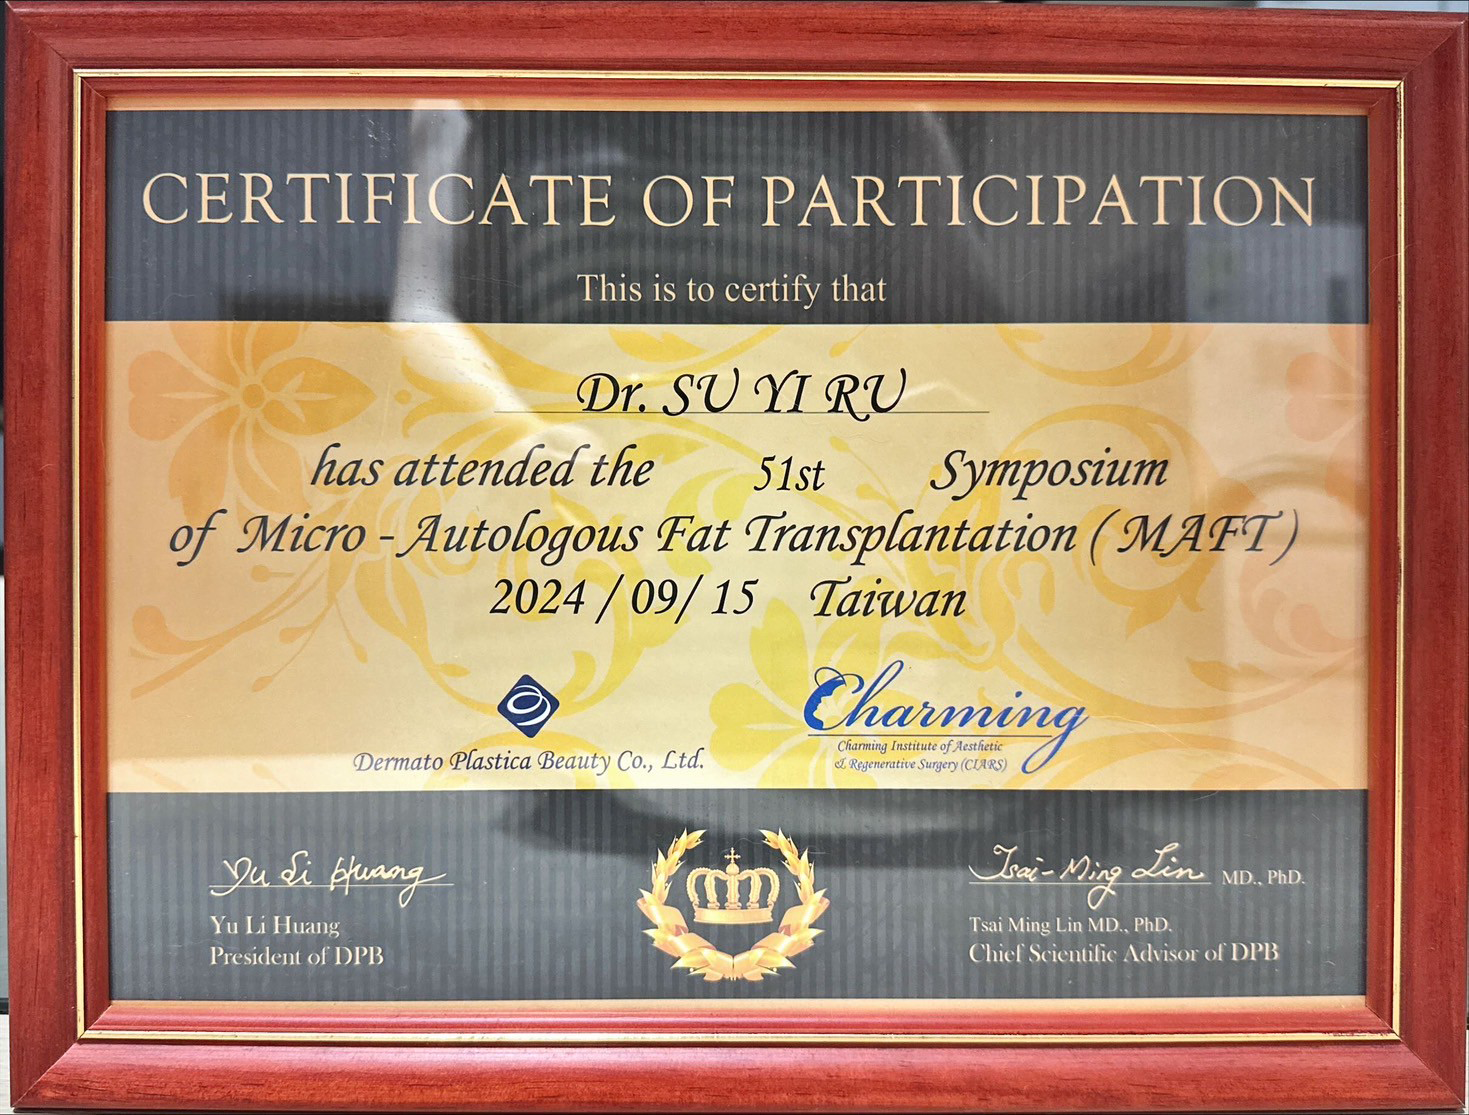 CERTIFICATE OF PARTICIPATION
This is to certify that
Dr. SU YI RU
has attended the 51st Symposium
of Micro - Autologous Fat Transplantation ( MAFT )
2024 / 09/ 15 Taiwan
Dermato Plastica Beauty Co., Ltd.
Charming
Charming Institute of Aesthetic
& Regenerative Surgery (CIARS)
Yu Li Huang
Yu Li Huang
President of DPB
Tsai-Ming Lin MD., PhD.
Tsai Ming Lin MD., PhD.
Chief Scientific Advisor of DPB